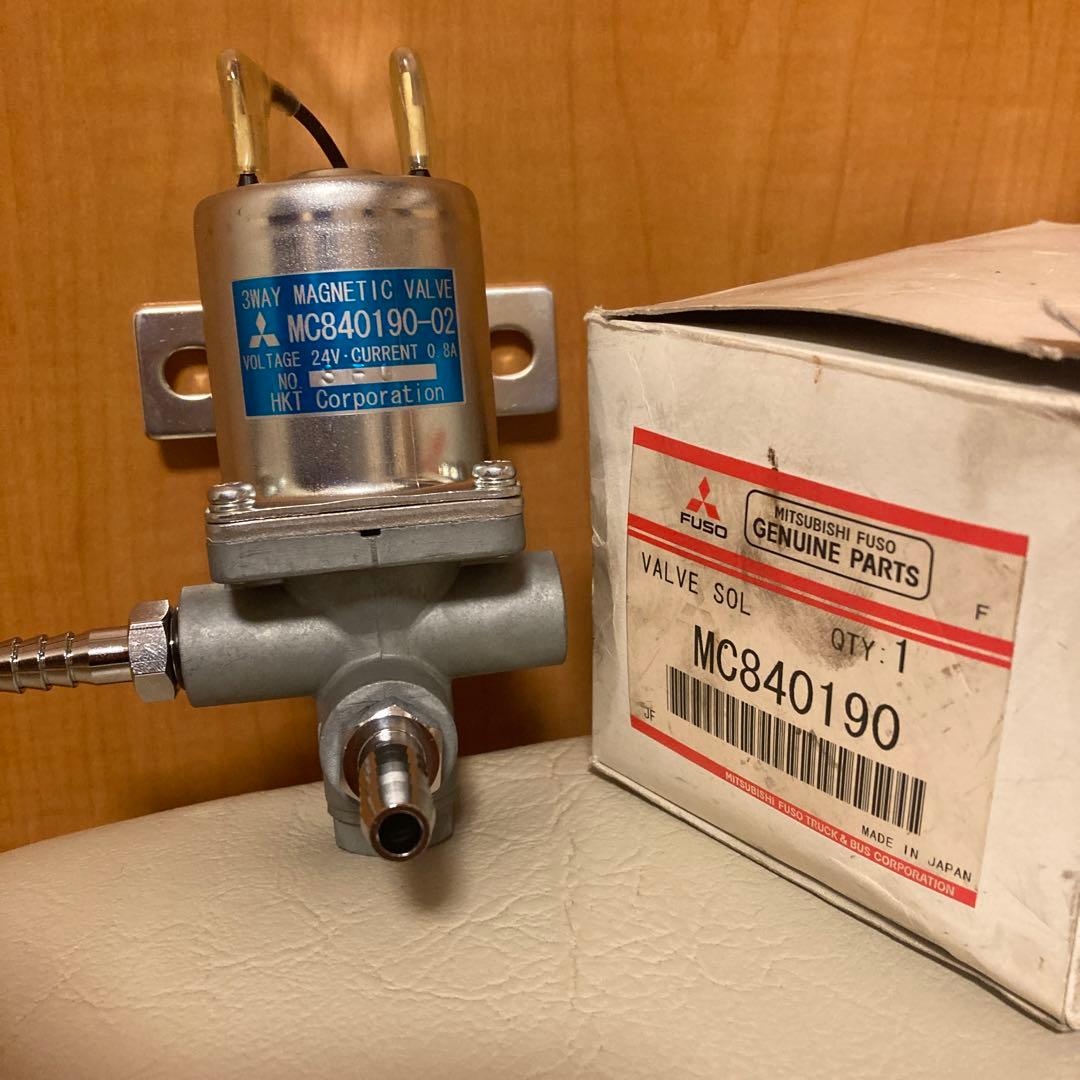 3WAY MAGNETIC VALVE
MC840190-02
VOLTAGE 24V·CURRENT 0.8A
NO.
HKT Corporation
FUSO
MITSUBISHI FUSO
GENUINE PARTS
VALVE SOL
F
QTY:1
MC840190
JF
MADE IN JAPAN
MITSUBISHI FUSO TRUCK & BUS CORPORATION